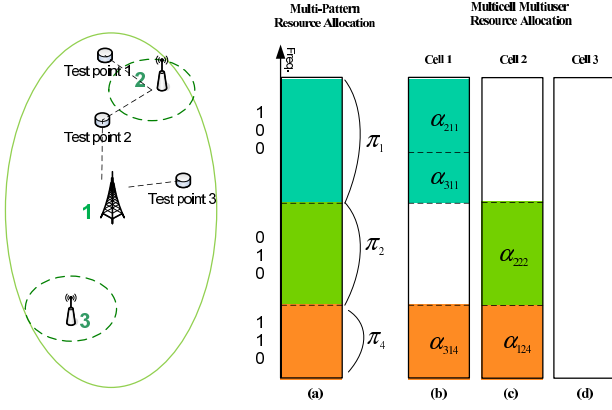 Multi-Pattern
Resource Allocation
Multicell Multiuser
Resource Allocation
Freq.
Cell 1
Cell 2
Cell 3
Test point 1
2
Test point 2
1
Test point 3
3
1
0
0
0
1
0
1
1
0
π1
π2
π4
α211
α311
α222
α314
α124
(a)
(b)
(c)
(d)